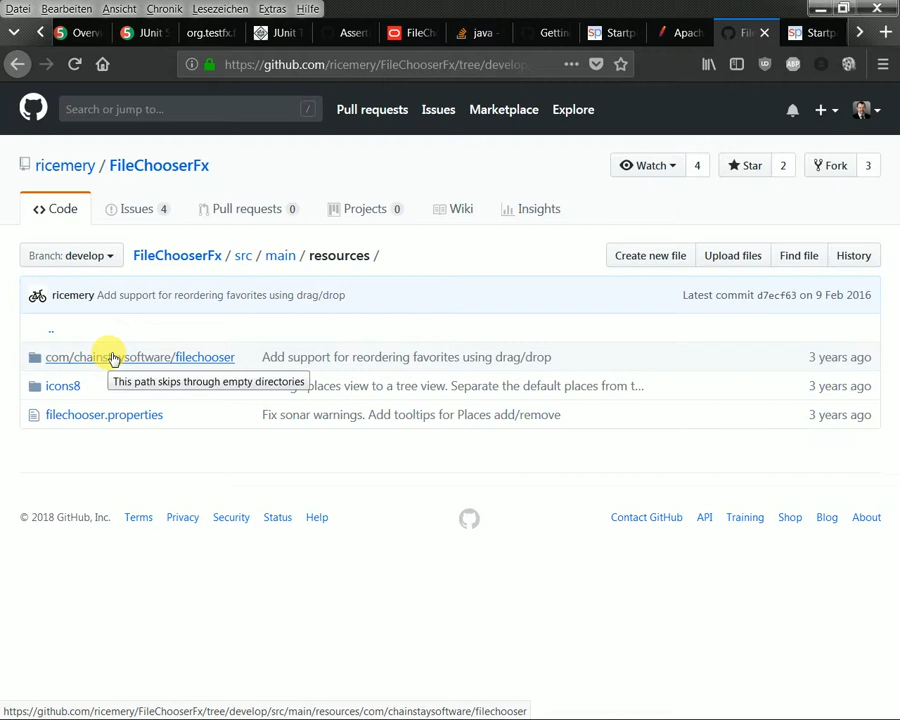 Datei Bearbeiten Ansicht Chronik Lesezeichen Extras Hilfe
Overv JUnit 5 org.testfx.f JUnit T Assert FileCh java - Gettin Startp Apach File Startp
https://github.com/ricemery/FileChooserFx/tree/develop
Search or jump to... / Pull requests Issues Marketplace Explore
ricemery / FileChooserFx Watch 4 Star 2 Fork 3
Code Issues 4 Pull requests 0 Projects 0 Wiki Insights
Branch: develop FileChooserFx / src / main / resources / Create new file Upload files Find file History
ricemery Add support for reordering favorites using drag/drop Latest commit d7ecf63 on 9 Feb 2016
..
com/chainstaysoftware/filechooser Add support for reordering favorites using drag/drop 3 years ago
This path skips through empty directories
icons8 places view to a tree view. Separate the default places from t... 3 years ago
filechooser.properties Fix sonar warnings. Add tooltips for Places add/remove 3 years ago
© 2018 GitHub, Inc. Terms Privacy Security Status Help Contact GitHub API Training Shop Blog About
https://github.com/ricemery/FileChooserFx/tree/develop/src/main/resources/com/chainstaysoftware/filechooser